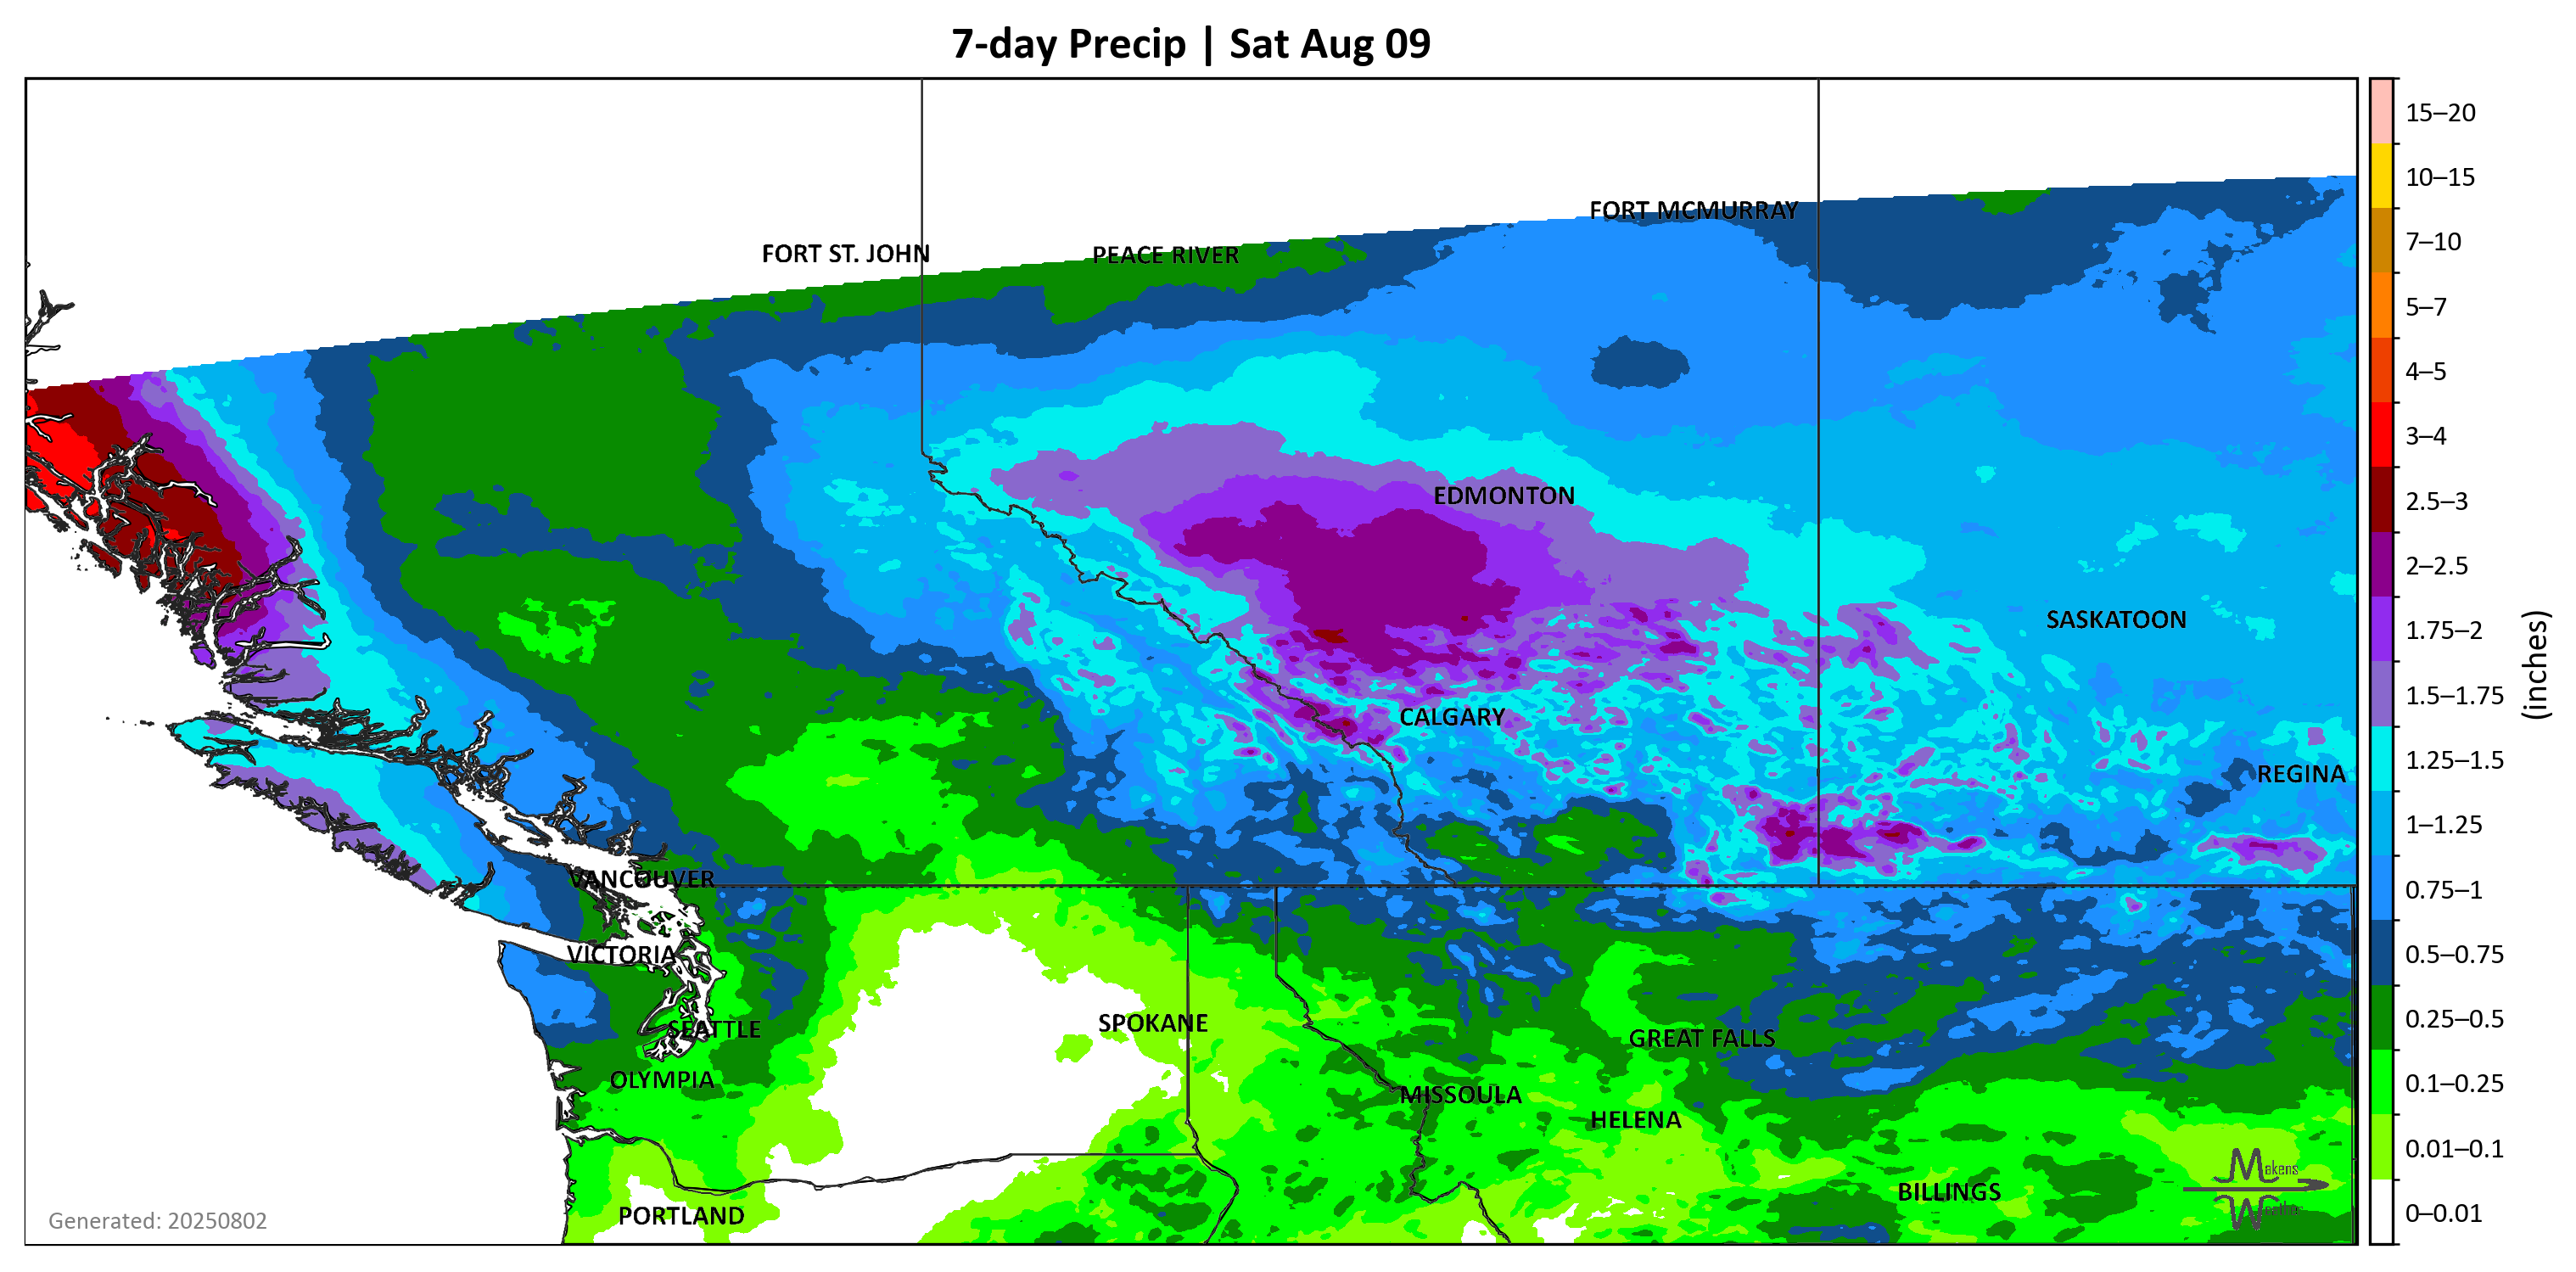 7-day Precip | Sat Aug 09
15–20
10–15
7–10
5–7
4–5
3–4
2.5–3
2–2.5
1.75–2
1.5–1.75
1.25–1.5
1–1.25
0.75–1
0.5–0.75
0.25–0.5
0.1–0.25
0.01–0.1
0–0.01
(inches)
FORT MCMURRAY
FORT ST. JOHN
PEACE RIVER
EDMONTON
SASKATOON
CALGARY
REGINA
VANCOUVER
VICTORIA
SPOKANE
SEATTLE
GREAT FALLS
OLYMPIA
MISSOULA
HELENA
BILLINGS
PORTLAND
Makens
Weather
Generated: 20250802